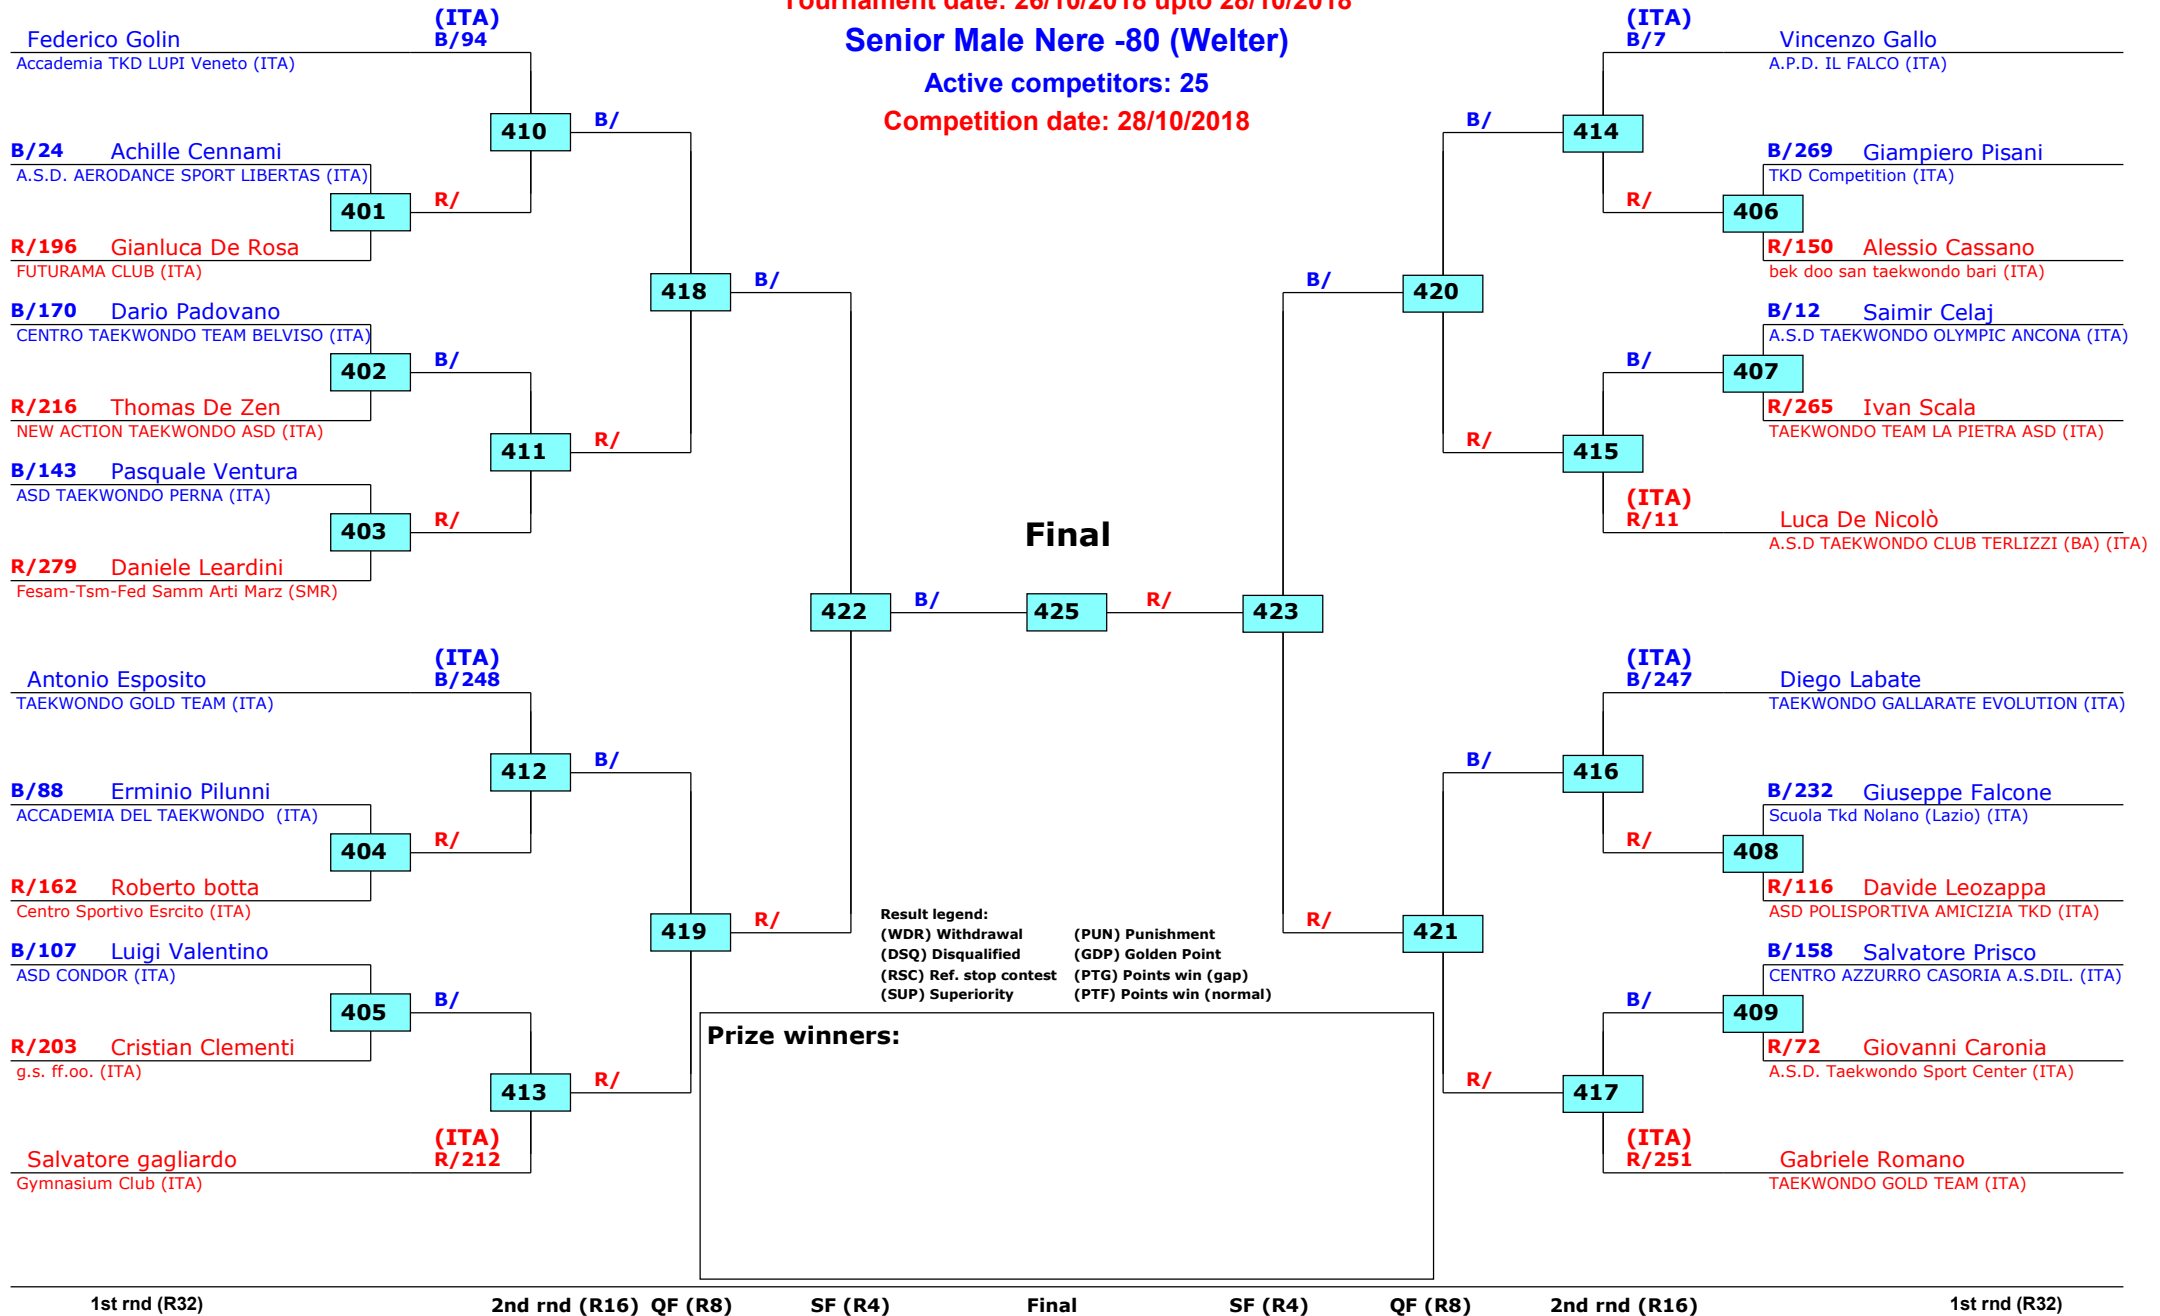 Tournament date: 26/10/2018 upto 28/10/2018
Senior Male Nere -80 (Welter)
Active competitors: 25
Competition date: 28/10/2018
(ITA)
Federico Golin B/94
Accademia TKD LUPI Veneto (ITA)
410
B/
B/24 Achille Cennami
A.S.D. AERODANCE SPORT LIBERTAS (ITA)
401
R/
R/196 Gianluca De Rosa
FUTURAMA CLUB (ITA)
418
B/
B/170 Dario Padovano
CENTRO TAEKWONDO TEAM BELVISO (ITA)
402
B/
R/216 Thomas De Zen
NEW ACTION TAEKWONDO ASD (ITA)
411
R/
B/143 Pasquale Ventura
ASD TAEKWONDO PERNA (ITA)
403
R/
R/279 Daniele Leardini
Fesam-Tsm-Fed Samm Arti Marz (SMR)
(ITA)
Antonio Esposito B/248
TAEKWONDO GOLD TEAM (ITA)
412
B/
B/88 Erminio Pilunni
ACCADEMIA DEL TAEKWONDO (ITA)
404
R/
R/162 Roberto botta
Centro Sportivo Esrcito (ITA)
419
R/
B/107 Luigi Valentino
ASD CONDOR (ITA)
405
B/
R/203 Cristian Clementi
g.s. ff.oo. (ITA)
413
R/
(ITA)
Salvatore gagliardo R/212
Gymnasium Club (ITA)
Final
422 B/ 425 R/ 423
(ITA)
B/7 Vincenzo Gallo
A.P.D. IL FALCO (ITA)
B/ 414
B/269 Giampiero Pisani
TKD Competition (ITA)
R/ 406
R/150 Alessio Cassano
bek doo san taekwondo bari (ITA)
B/ 420
B/12 Saimir Celaj
A.S.D TAEKWONDO OLYMPIC ANCONA (ITA)
B/ 407
R/265 Ivan Scala
TAEKWONDO TEAM LA PIETRA ASD (ITA)
R/ 415
(ITA)
R/11 Luca De Nicolò
A.S.D TAEKWONDO CLUB TERLIZZI (BA) (ITA)
(ITA)
B/247 Diego Labate
TAEKWONDO GALLARATE EVOLUTION (ITA)
B/ 416
B/232 Giuseppe Falcone
Scuola Tkd Nolano (Lazio) (ITA)
R/ 408
R/116 Davide Leozappa
ASD POLISPORTIVA AMICIZIA TKD (ITA)
R/ 421
B/158 Salvatore Prisco
CENTRO AZZURRO CASORIA A.S.DIL. (ITA)
B/ 409
R/72 Giovanni Caronia
A.S.D. Taekwondo Sport Center (ITA)
R/ 417
(ITA)
R/251 Gabriele Romano
TAEKWONDO GOLD TEAM (ITA)
Result legend:
(WDR) Withdrawal (PUN) Punishment
(DSQ) Disqualified (GDP) Golden Point
(RSC) Ref. stop contest (PTG) Points win (gap)
(SUP) Superiority (PTF) Points win (normal)
Prize winners:
1st rnd (R32) 2nd rnd (R16) QF (R8) SF (R4) Final SF (R4) QF (R8) 2nd rnd (R16) 1st rnd (R32)